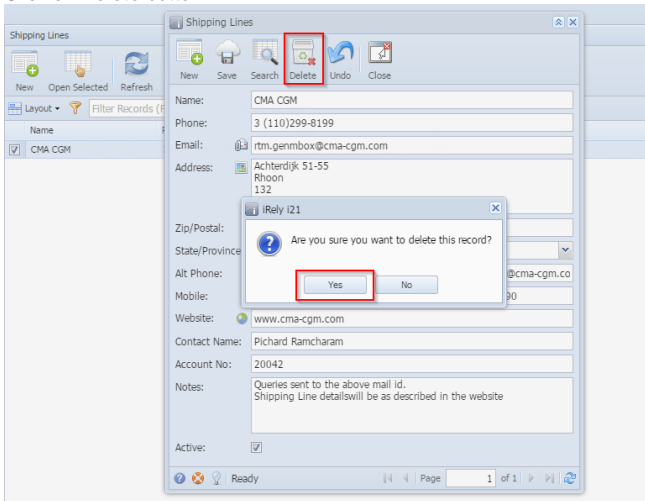 Shipping Lines
New Open Selected Refresh
Layout Filter Records (F
Name
CMA CGM
Shipping Lines
New Save Search Delete Undo Close
Name: CMA CGM
Phone: 3 (110)299-8199
Email: rtm.genmbox@cma-cgm.com
Address: Achterdijk 51-55
Rhoon
132
iRely i21
Are you sure you want to delete this record?
Yes No
Zip/Postal:
State/Province
Alt Phone: @cma-cgm.co
Mobile: 90
Website: www.cma-cgm.com
Contact Name: Pichard Ramcharam
Account No: 20042
Notes: Queries sent to the above mail id.
Shipping Line detailswill be as described in the website
Active:
Ready Page 1 of 1